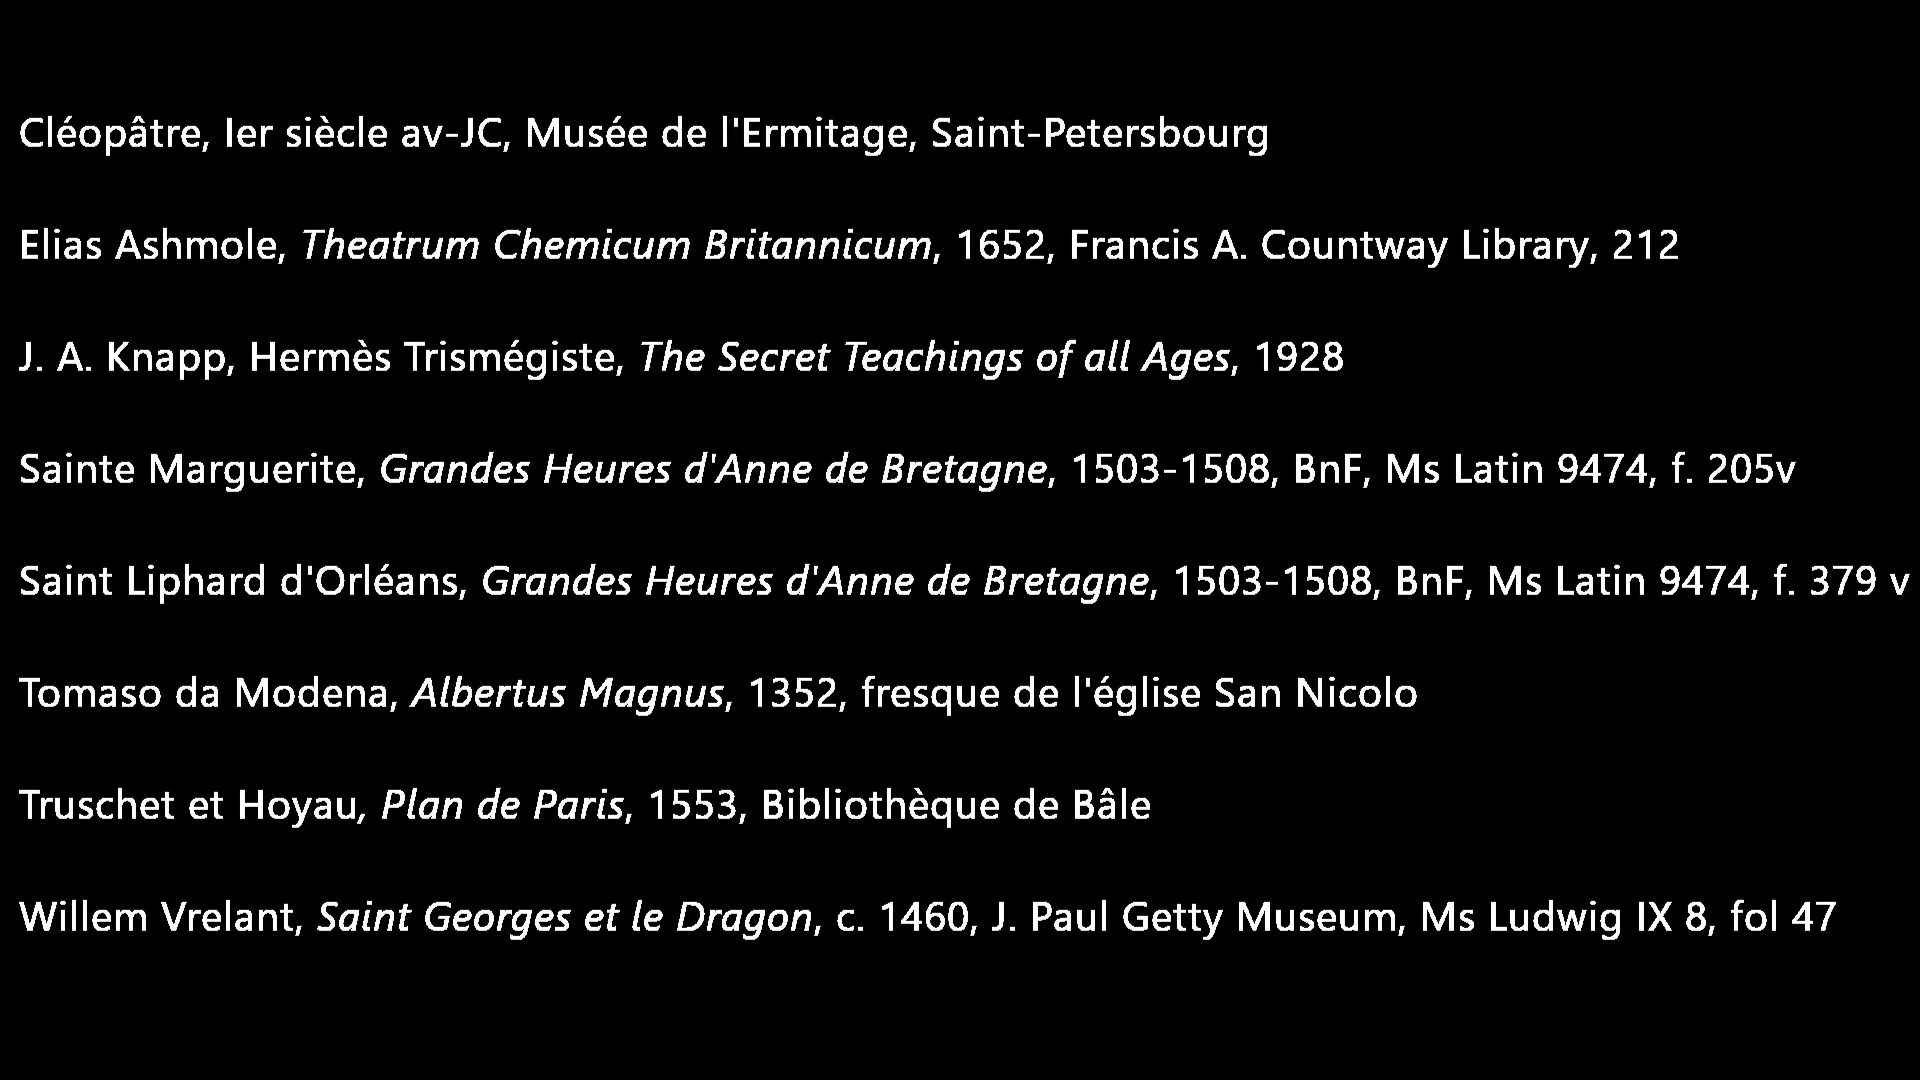 Cléopâtre, Ier siècle av-JC, Musée de l'Ermitage, Saint-Petersbourg
Elias Ashmole, Theatrum Chemicum Britannicum, 1652, Francis A. Countway Library, 212
J. A. Knapp, Hermès Trismégiste, The Secret Teachings of all Ages, 1928
Sainte Marguerite, Grandes Heures d'Anne de Bretagne, 1503-1508, BnF, Ms Latin 9474, f. 205v
Saint Liphard d'Orléans, Grandes Heures d'Anne de Bretagne, 1503-1508, BnF, Ms Latin 9474, f. 379 v
Tomaso da Modena, Albertus Magnus, 1352, fresque de l'église San Nicolo
Truschet et Hoyau, Plan de Paris, 1553, Bibliothèque de Bâle
Willem Vrelant, Saint Georges et le Dragon, c. 1460, J. Paul Getty Museum, Ms Ludwig IX 8, fol 47